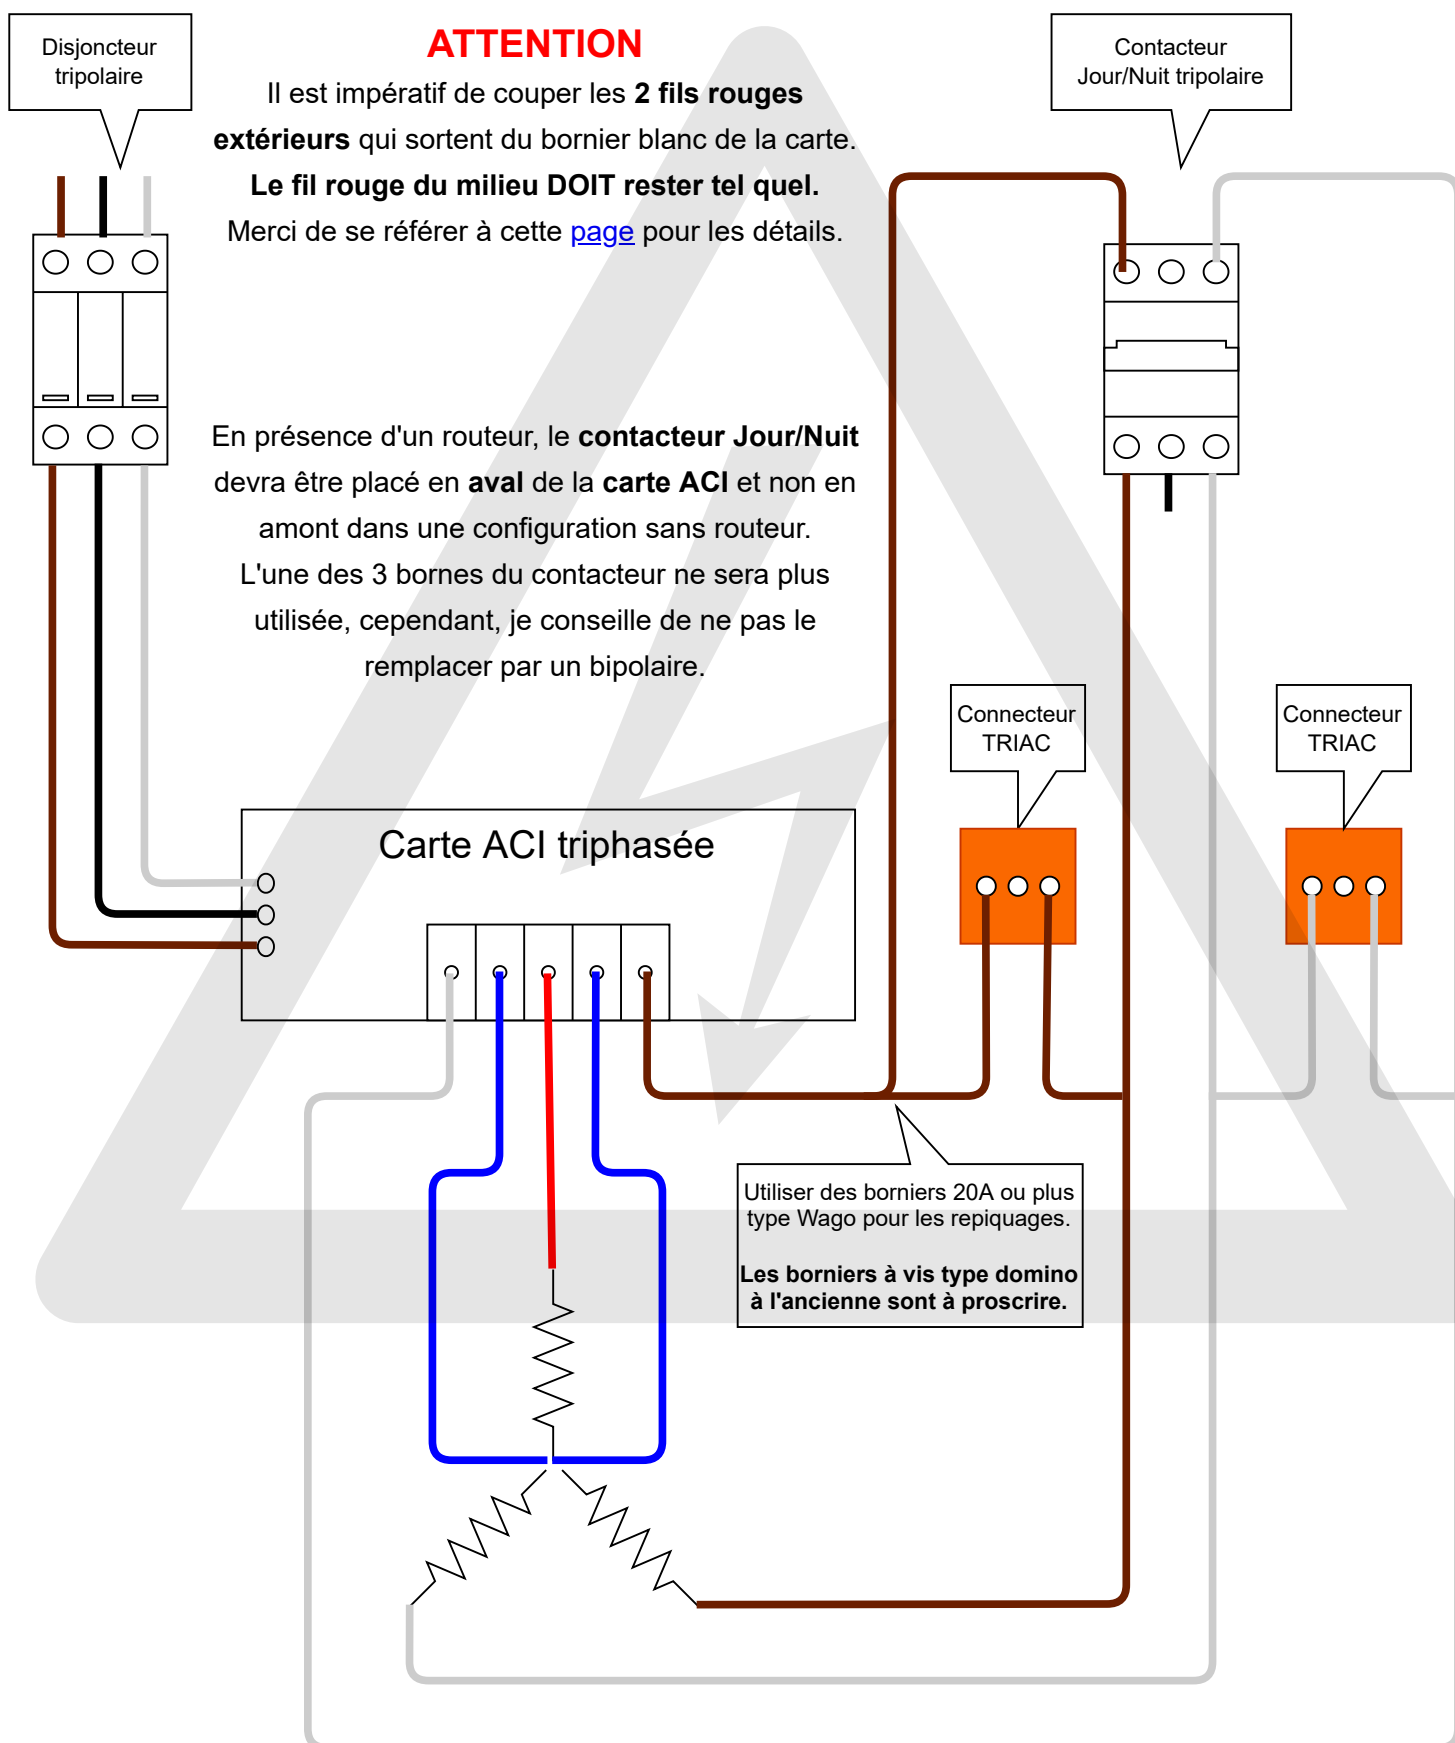 Disjoncteur
tripolaire
ATTENTION
Il est impératif de couper les 2 fils rouges
extérieurs qui sortent du bornier blanc de la carte.
Le fil rouge du milieu DOIT rester tel quel.
Merci de se référer à cette page pour les détails.
Contacteur
Jour/Nuit tripolaire
En présence d'un routeur, le contacteur Jour/Nuit
devra être placé en aval de la carte ACI et non en
amont dans une configuration sans routeur.
L'une des 3 bornes du contacteur ne sera plus
utilisée, cependant, je conseille de ne pas le
remplacer par un bipolaire.
Connecteur
TRIAC
Connecteur
TRIAC
Carte ACI triphasée
Utiliser des borniers 20A ou plus
type Wago pour les repiquages.
Les borniers à vis type domino
à l'ancienne sont à proscrire.